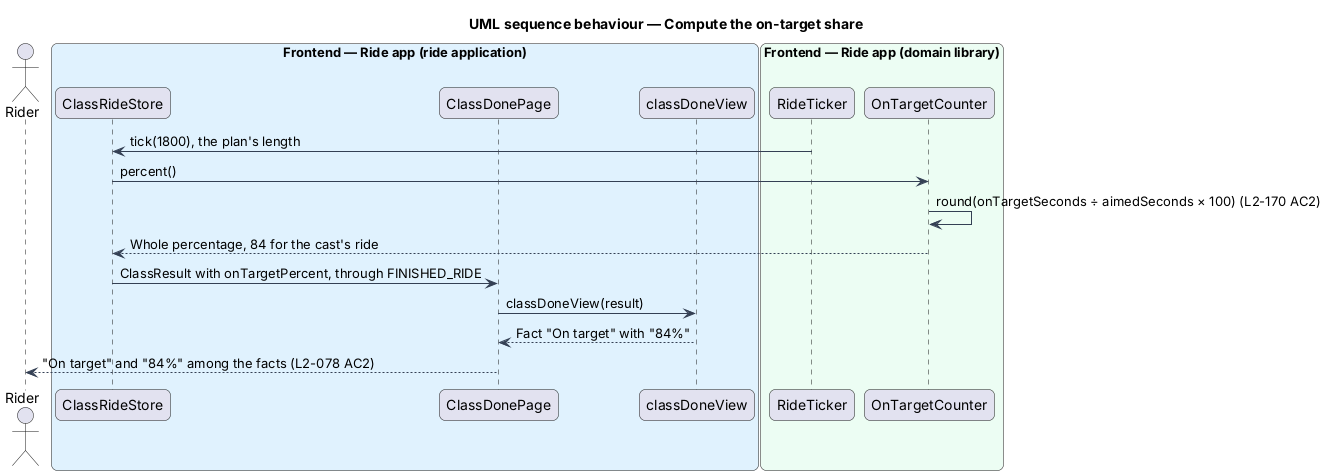 UML sequence behaviour — Compute the on-target share
Frontend — Ride app (ride application)
Frontend — Ride app (domain library)
Rider
ClassRideStore
ClassDonePage
classDoneView
RideTicker
OnTargetCounter
tick(1800), the plan's length
percent()
round(onTargetSeconds ÷ aimedSeconds × 100) (L2-170 AC2)
Whole percentage, 84 for the cast's ride
ClassResult with onTargetPercent, through FINISHED_RIDE
classDoneView(result)
Fact "On target" with "84%"
"On target" and "84%" among the facts (L2-078 AC2)
Rider
ClassRideStore
ClassDonePage
classDoneView
RideTicker
OnTargetCounter